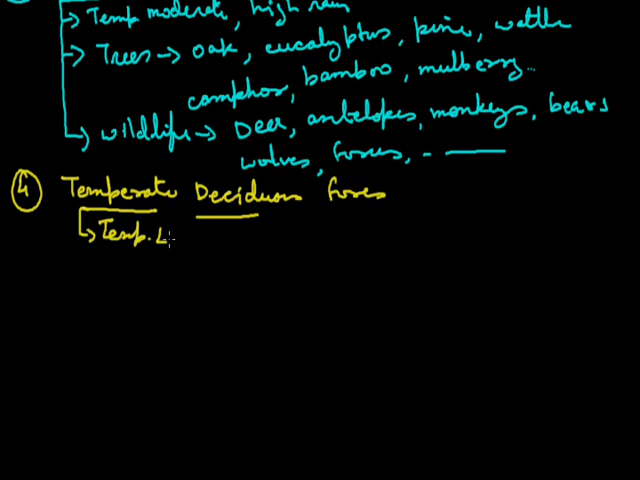 → Temp moderate, high rain
→ Trees → oak, eucalyptus, pine, wattle
camphor, bamboo, mulberry...
→ wildlife → Deer, antelopes, monkeys, bears
wolves, foxes, -
④ Temperate Deciduous fores
→ Temp. L